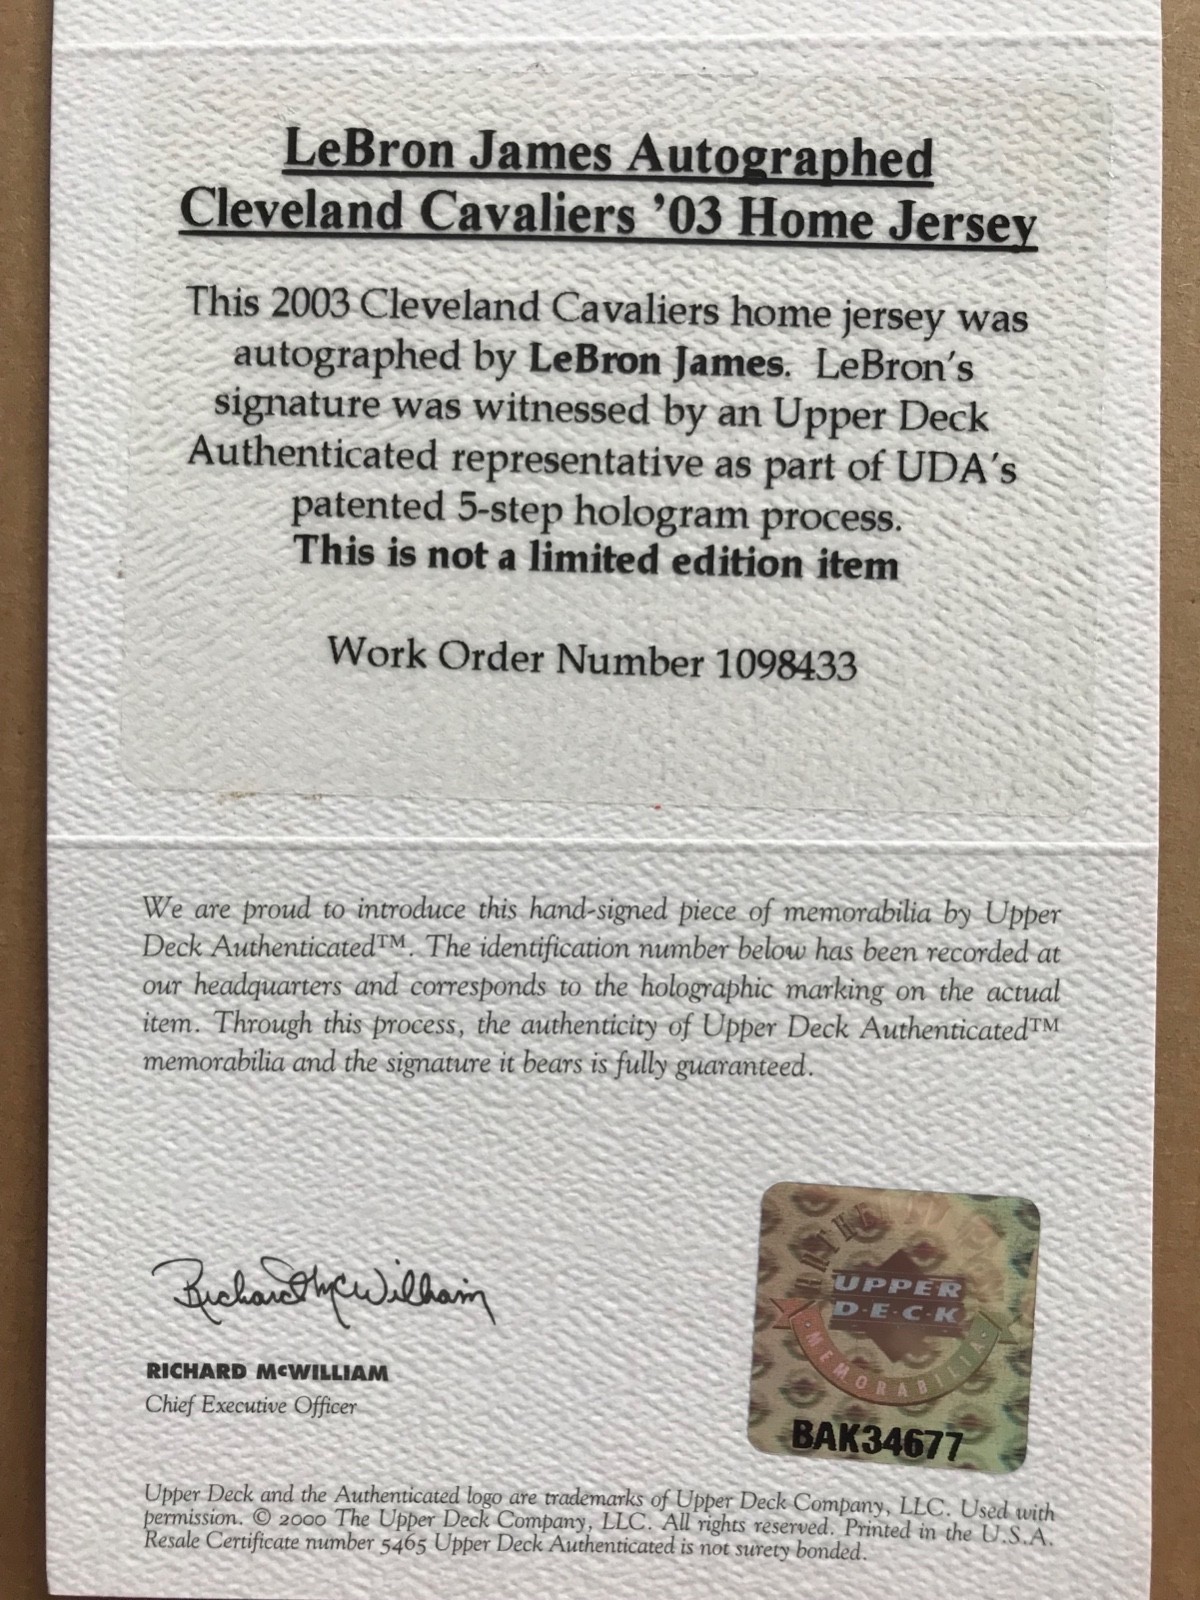 LeBron James Autographed
Cleveland Cavaliers ’03 Home Jersey
This 2003 Cleveland Cavaliers home jersey was
autographed by LeBron James.  LeBron’s
signature was witnessed by an Upper Deck
Authenticated representative as part of UDA’s
patented 5-step hologram process.
This is not a limited edition item
Work Order Number 1098433
We are proud to introduce this hand-signed piece of memorabilia by Upper
Deck Authenticated™. The identification number below has been recorded at
our headquarters and corresponds to the holographic marking on the actual
item. Through this process, the authenticity of Upper Deck Authenticated™
memorabilia and the signature it bears is fully guaranteed.
Richard McWilliam
RICHARD McWILLIAM
Chief Executive Officer
UPPER
D·E·C·K
MEMORABILIA
BAK34677
Upper Deck and the Authenticated logo are trademarks of Upper Deck Company, LLC. Used with
permission. © 2000 The Upper Deck Company, LLC. All rights reserved. Printed in the U.S.A.
Resale Certificate number 5465 Upper Deck Authenticated is not surety bonded.